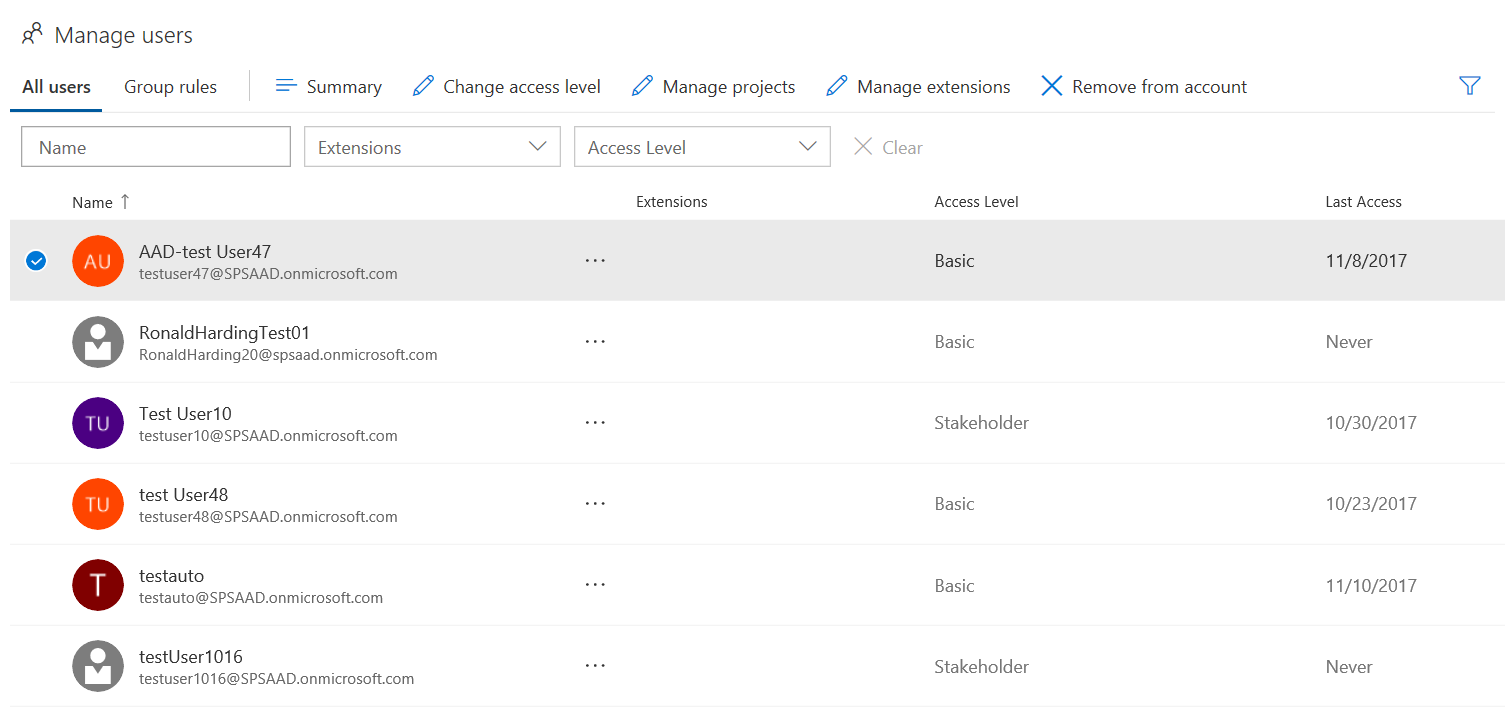 Manage users
All users Group rules Summary Change access level Manage projects Manage extensions Remove from account
Name Extensions Access Level Clear
Name ↑ Extensions Access Level Last Access
AU AAD-test User47 ... Basic 11/8/2017
testuser47@SPSAAD.onmicrosoft.com
RonaldHardingTest01 ... Basic Never
RonaldHarding20@spsaad.onmicrosoft.com
TU Test User10 ... Stakeholder 10/30/2017
testuser10@SPSAAD.onmicrosoft.com
TU test User48 ... Basic 10/23/2017
testuser48@SPSAAD.onmicrosoft.com
T testauto ... Basic 11/10/2017
testauto@SPSAAD.onmicrosoft.com
testUser1016 ... Stakeholder Never
testuser1016@SPSAAD.onmicrosoft.com